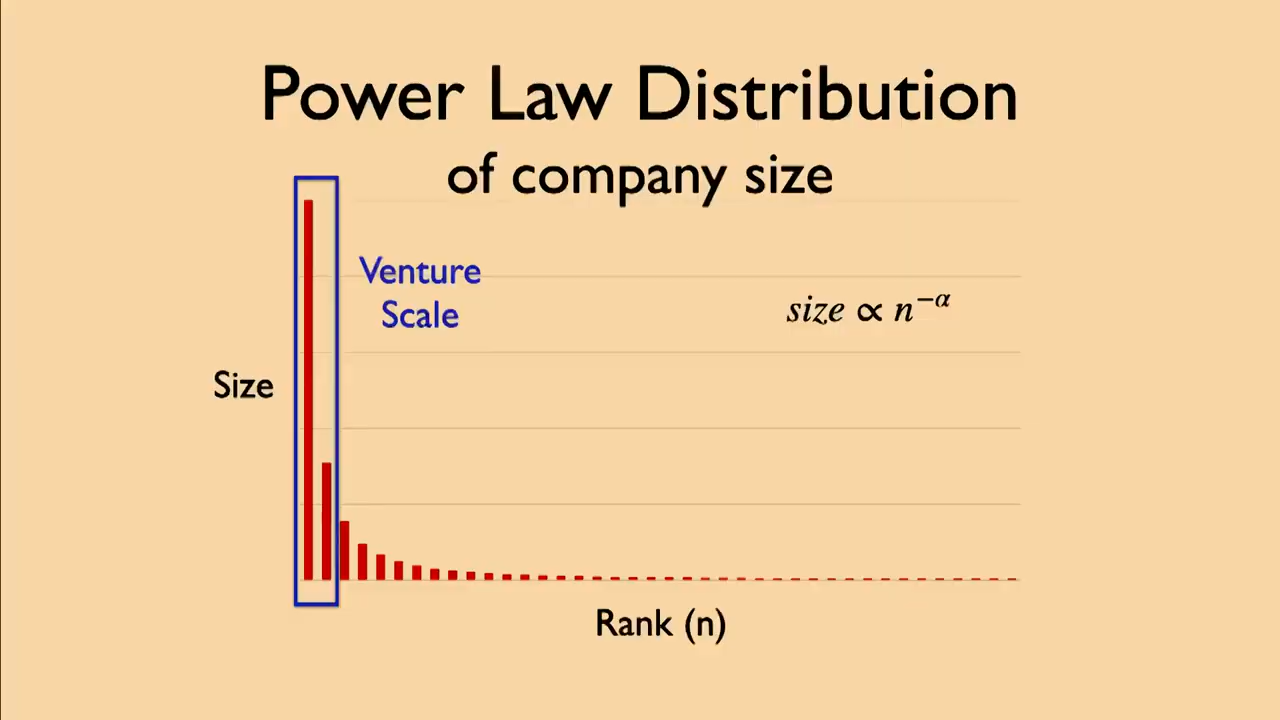 Power Law Distribution
of company size
Venture
Scale
size ∝ n^−α
Size
Rank (n)